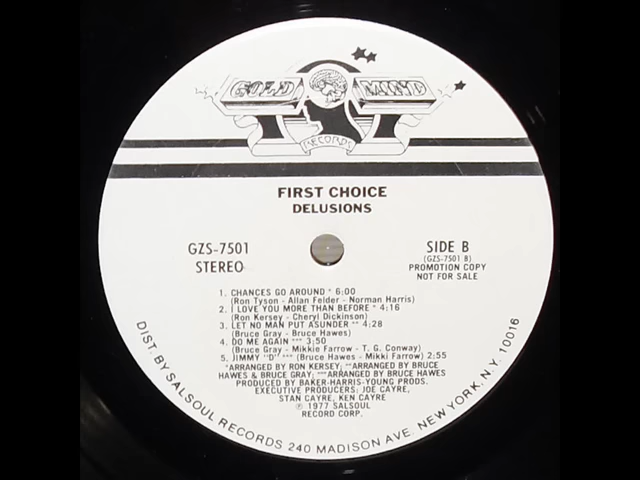 GOLD MIND
RECORDS
FIRST CHOICE
DELUSIONS
GZS-7501
STEREO
SIDE B
(GZS-7501 B)
PROMOTION COPY
NOT FOR SALE
1. CHANCES GO AROUND * 6:00
(Ron Tyson - Allan Felder - Norman Harris)
2. I LOVE YOU MORE THAN BEFORE * 4:16
(Ron Kersey - Cheryl Dickinson)
3. LET NO MAN PUT ASUNDER ** 4:28
(Bruce Gray - Bruce Hawes)
4. DO ME AGAIN *** 3:50
(Bruce Gray - Mikkie Farrow - T. G. Conway)
5. JIMMY "D" *** (Bruce Hawes - Mikki Farrow) 2:55
*ARRANGED BY RON KERSEY; **ARRANGED BY BRUCE
HAWES & BRUCE GRAY; ***ARRANGED BY BRUCE HAWES
PRODUCED BY BAKER-HARRIS-YOUNG PRODS.
EXECUTIVE PRODUCERS: JOE CAYRE,
STAN CAYRE, KEN CAYRE
℗ 1977 SALSOUL
RECORD CORP.
DIST. BY SALSOUL RECORDS 240 MADISON AVE. NEW YORK, N.Y. 10016